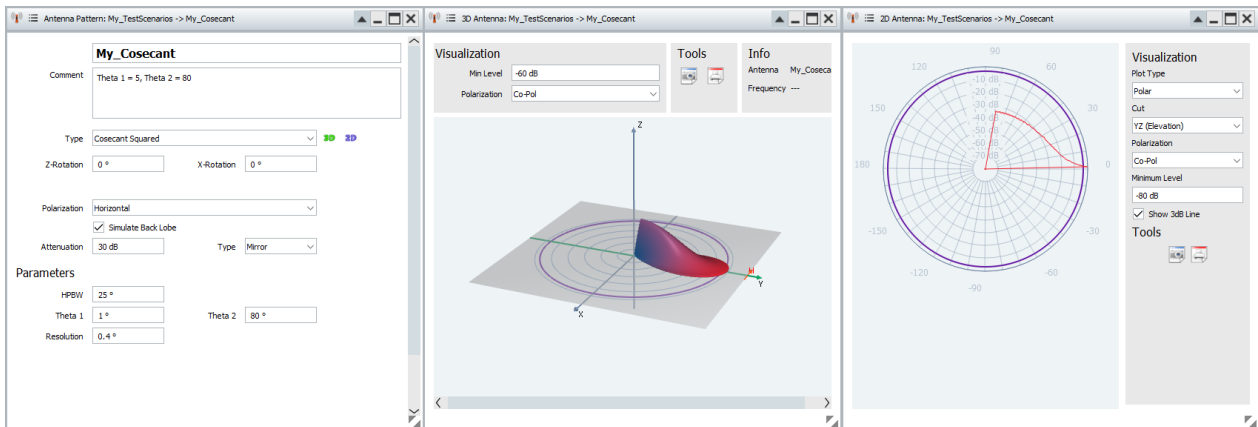 Antenna Pattern: My_TestScenarios -> My_Cosecant
My_Cosecant
Comment
Theta 1 = 5, Theta 2 = 80
Type
Cosecant Squared
3D
2D
Z-Rotation
0 °
X-Rotation
0 °
Polarization
Horizontal
Simulate Back Lobe
Attenuation
30 dB
Type
Mirror
Parameters
HPBW
25 °
Theta 1
1 °
Theta 2
80 °
Resolution
0.4 °
3D Antenna: My_TestScenarios -> My_Cosecant
Visualization
Min Level
-60 dB
Polarization
Co-Pol
Tools
Info
Antenna
My_Coseca
Frequency
---
Z
Y
X
2D Antenna: My_TestScenarios -> My_Cosecant
90
120
60
150
30
180
0
-150
-30
-120
-60
-90
-10 dB
-20 dB
-30 dB
-40 dB
-50 dB
-60 dB
-70 dB
Visualization
Plot Type
Polar
Cut
YZ (Elevation)
Polarization
Co-Pol
Minimum Level
-80 dB
Show 3dB Line
Tools